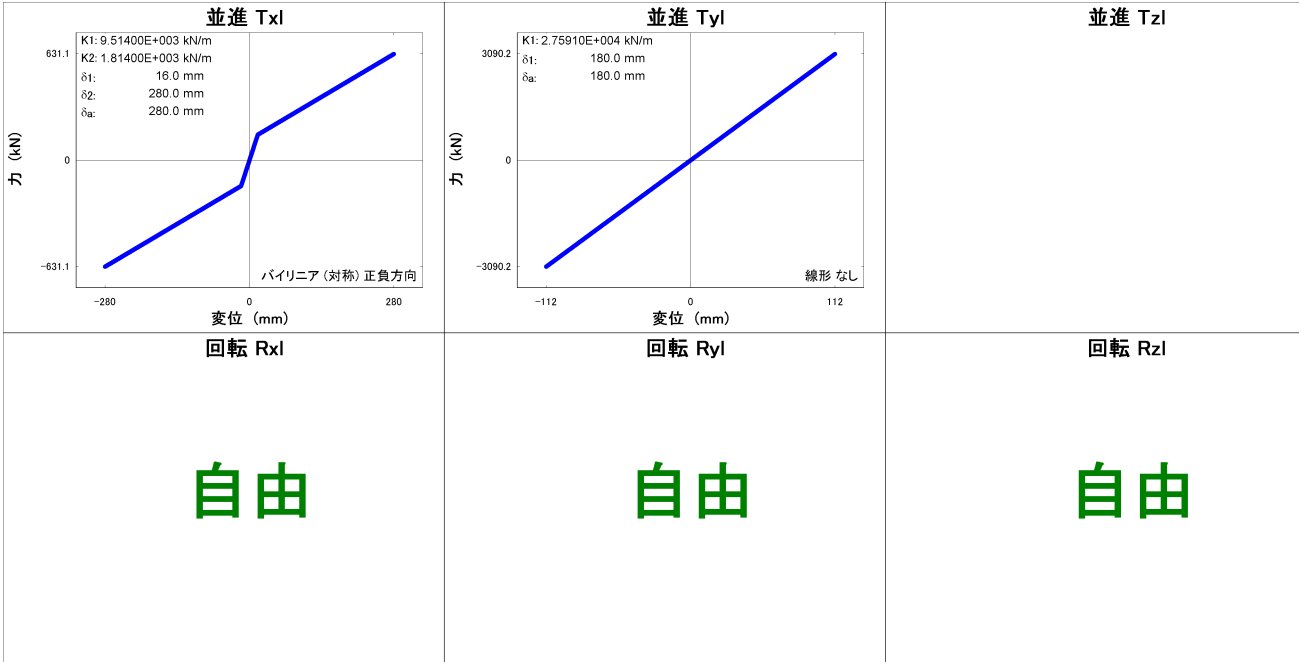 並進 Txl
K1: 9.51400E+003 kN/m
K2: 1.81400E+003 kN/m
δ1: 16.0 mm
δ2: 280.0 mm
δa: 280.0 mm
631.1
0
-631.1
力 (kN)
バイリニア (対称) 正負方向
-280 0 280
変位 (mm)
並進 Tyl
K1: 2.75910E+004 kN/m
δ1: 180.0 mm
δa: 180.0 mm
3090.2
0
-3090.2
力 (kN)
線形 なし
-112 0 112
変位 (mm)
並進 Tzl
回転 Rxl
自由
回転 Ryl
自由
回転 Rzl
自由